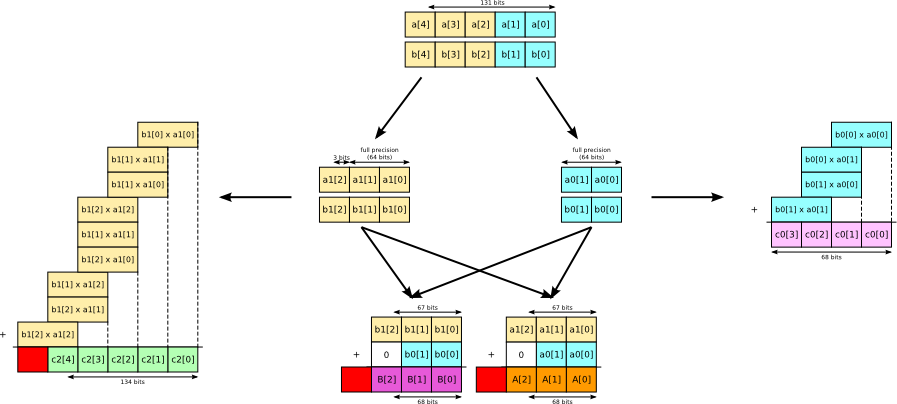 131 bits
a[4] a[3] a[2] a[1] a[0]
b[4] b[3] b[2] b[1] b[0]
b1[0] x a1[0]
b1[1] x a1[1]
b1[1] x a1[0]
b1[2] x a1[2]
b1[1] x a1[1]
b1[2] x a1[0]
b1[1] x a1[2]
b1[2] x a1[1]
+ b1[2] x a1[2]
c2[4] c2[3] c2[2] c2[1] c2[0]
134 bits
3 bits
full precision
(64 bits)
a1[2] a1[1] a1[0]
b1[2] b1[1] b1[0]
full precision
(64 bits)
a0[1] a0[0]
b0[1] b0[0]
b0[0] x a0[0]
b0[0] x a0[1]
b0[1] x a0[0]
+ b0[1] x a0[1]
c0[3] c0[2] c0[1] c0[0]
68 bits
67 bits
b1[2] b1[1] b1[0]
+ 0 b0[1] b0[0]
B[2] B[1] B[0]
68 bits
67 bits
a1[2] a1[1] a1[0]
+ 0 a0[1] a0[0]
A[2] A[1] A[0]
68 bits